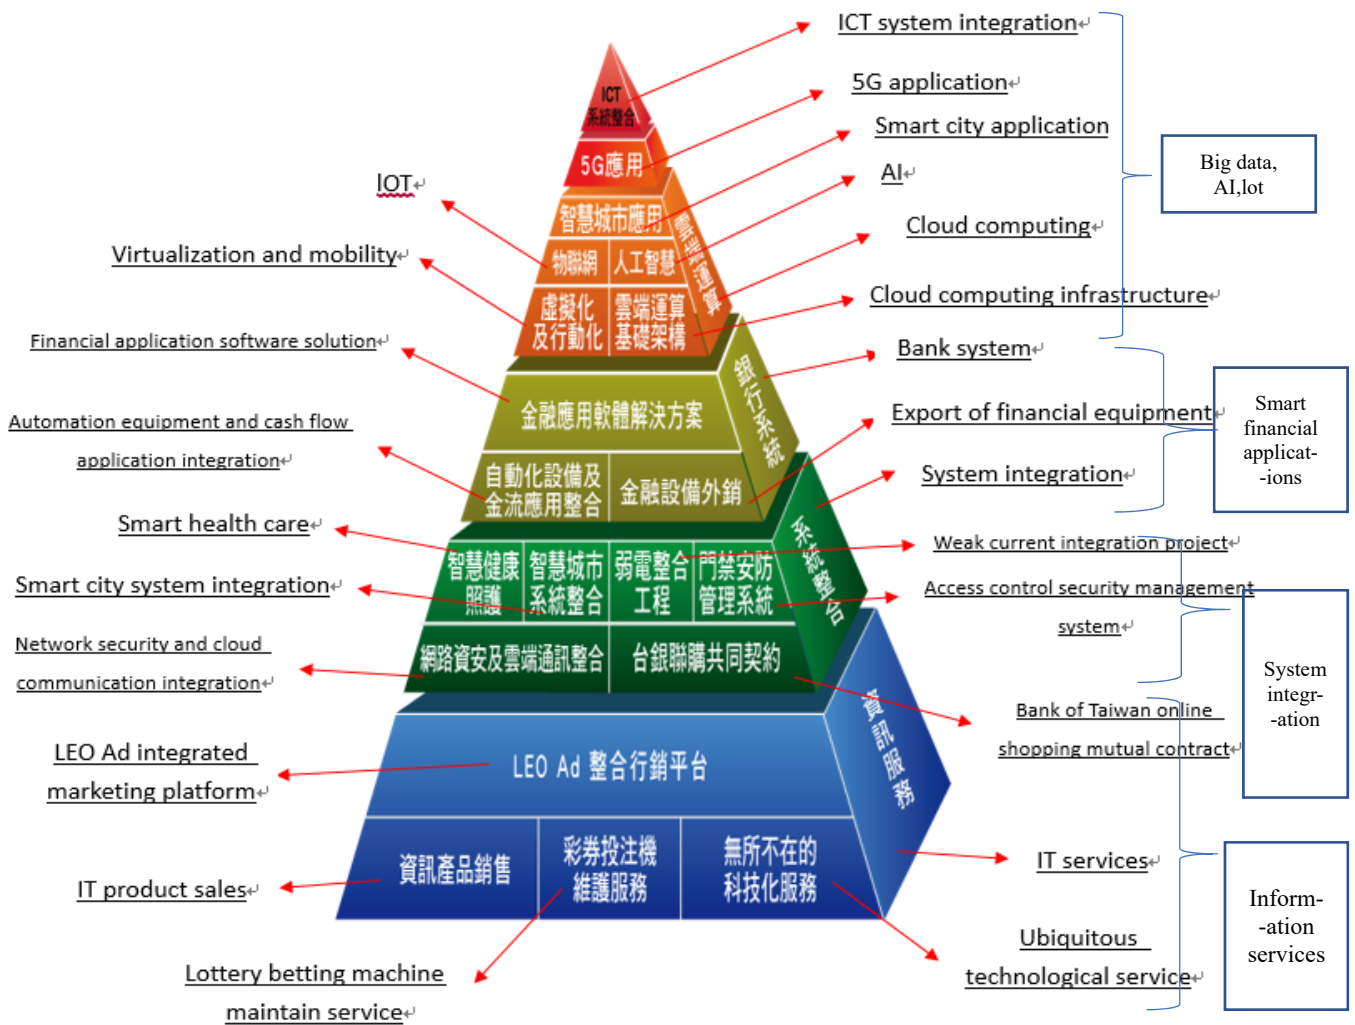 ICT system integration
5G application
Smart city application
AI
Cloud computing
Cloud computing infrastructure
Bank system
Export of financial equipment
System integration
Weak current integration project
Access control security management
system
Bank of Taiwan online
shopping mutual contract
IT services
Ubiquitous
technological service
Big data,
AI,lot
Smart
financial
applicat-
-ions
System
integr-
-ation
Inform-
-ation
services
IOT
Virtualization and mobility
Financial application software solution
Automation equipment and cash flow
application integration
Smart health care
Smart city system integration
Network security and cloud
communication integration
LEO Ad integrated
marketing platform
IT product sales
Lottery betting machine
maintain service
ICT
系統整合
5G應用
智慧城市應用
物聯網
人工智慧
虛擬化
及行動化
雲端運算
基礎架構
雲端運算
金融應用軟體解決方案
自動化設備及
金流應用整合
金融設備外銷
銀行系統
智慧健康
照護
智慧城市
系統整合
弱電整合
工程
門禁安防
管理系統
網路資安及雲端通訊整合
台銀聯購共同契約
系統整合
LEO Ad 整合行銷平台
資訊產品銷售
彩券投注機
維護服務
無所不在的
科技化服務
資訊服務